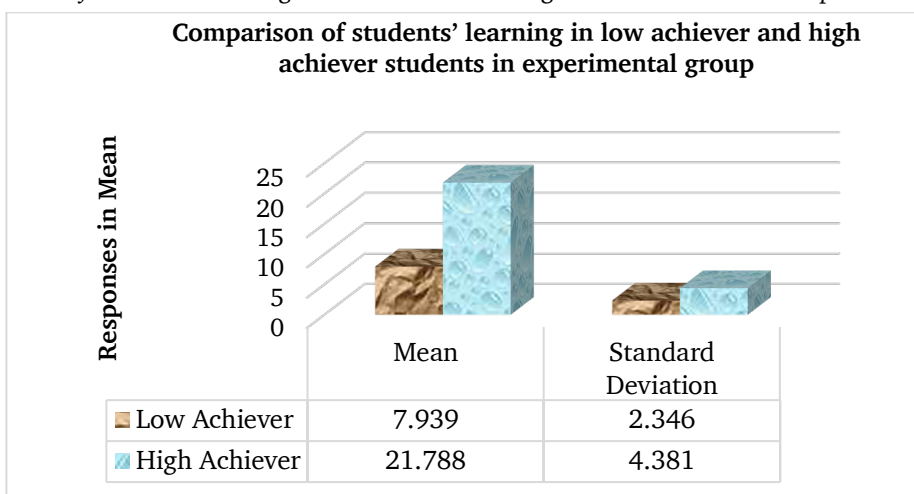 Comparison of students’ learning in low achiever and high
achiever students in experimental group
Responses in Mean
25
20
15
10
5
0
Mean
Standard
Deviation
Low Achiever 7.939 2.346
High Achiever 21.788 4.381